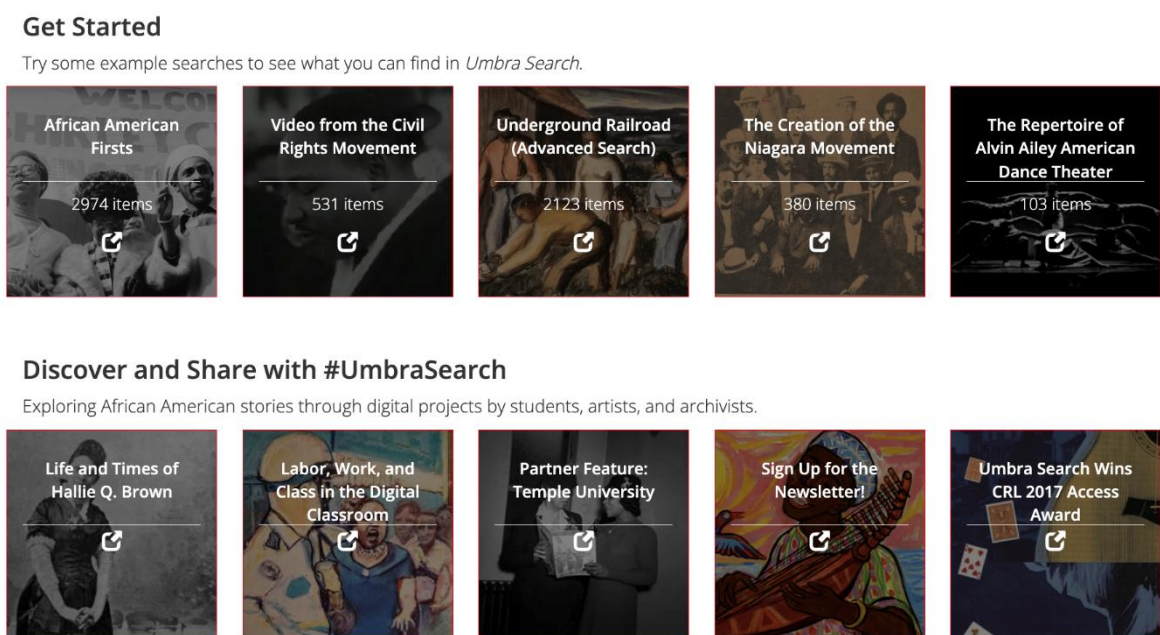 Get Started
Try some example searches to see what you can find in Umbra Search.
African American
Firsts
2974 items
Video from the Civil
Rights Movement
531 items
Underground Railroad
(Advanced Search)
2123 items
The Creation of the
Niagara Movement
380 items
The Repertoire of
Alvin Ailey American
Dance Theater
103 items
Discover and Share with #UmbraSearch
Exploring African American stories through digital projects by students, artists, and archivists.
Life and Times of
Hallie Q. Brown
Labor, Work, and
Class in the Digital
Classroom
Partner Feature:
Temple University
Sign Up for the
Newsletter!
Umbra Search Wins
CRL 2017 Access
Award